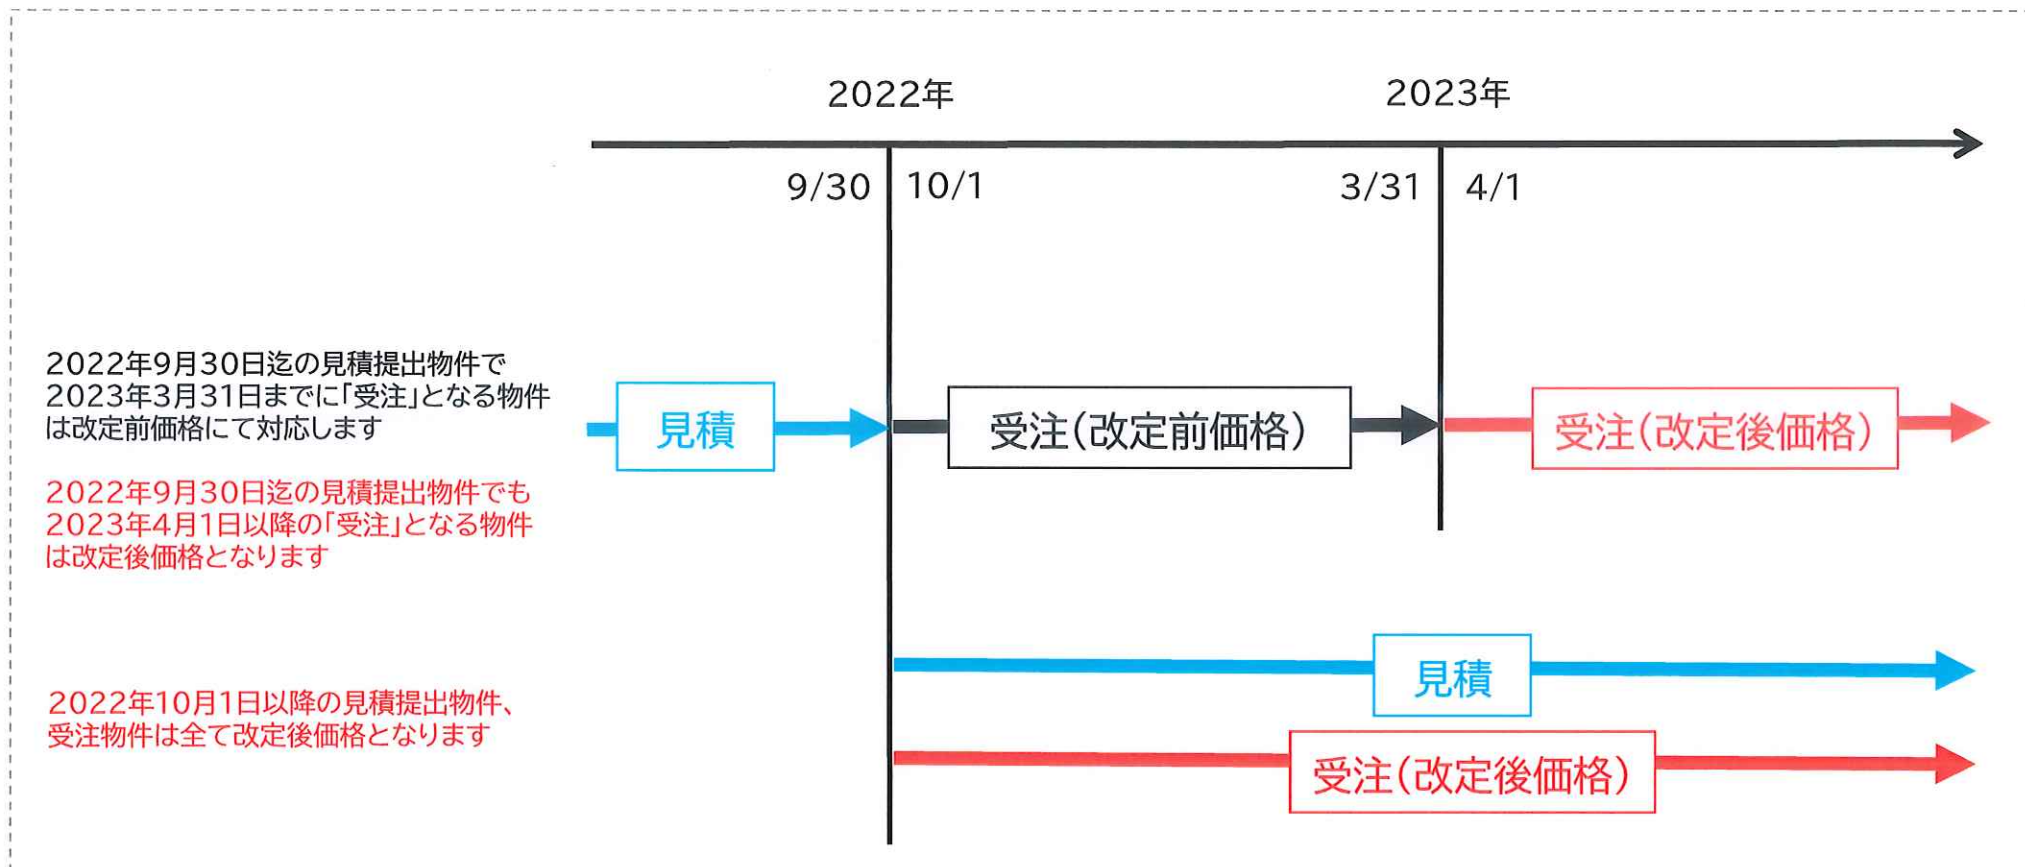 2022年
2023年
9/30
10/1
3/31
4/1
2022年9月30日迄の見積提出物件で
2023年3月31日までに「受注」となる物件
は改定前価格にて対応します
見積
受注(改定前価格)
受注(改定後価格)
2022年9月30日迄の見積提出物件でも
2023年4月1日以降の「受注」となる物件
は改定後価格となります
見積
2022年10月1日以降の見積提出物件、
受注物件は全て改定後価格となります
受注(改定後価格)